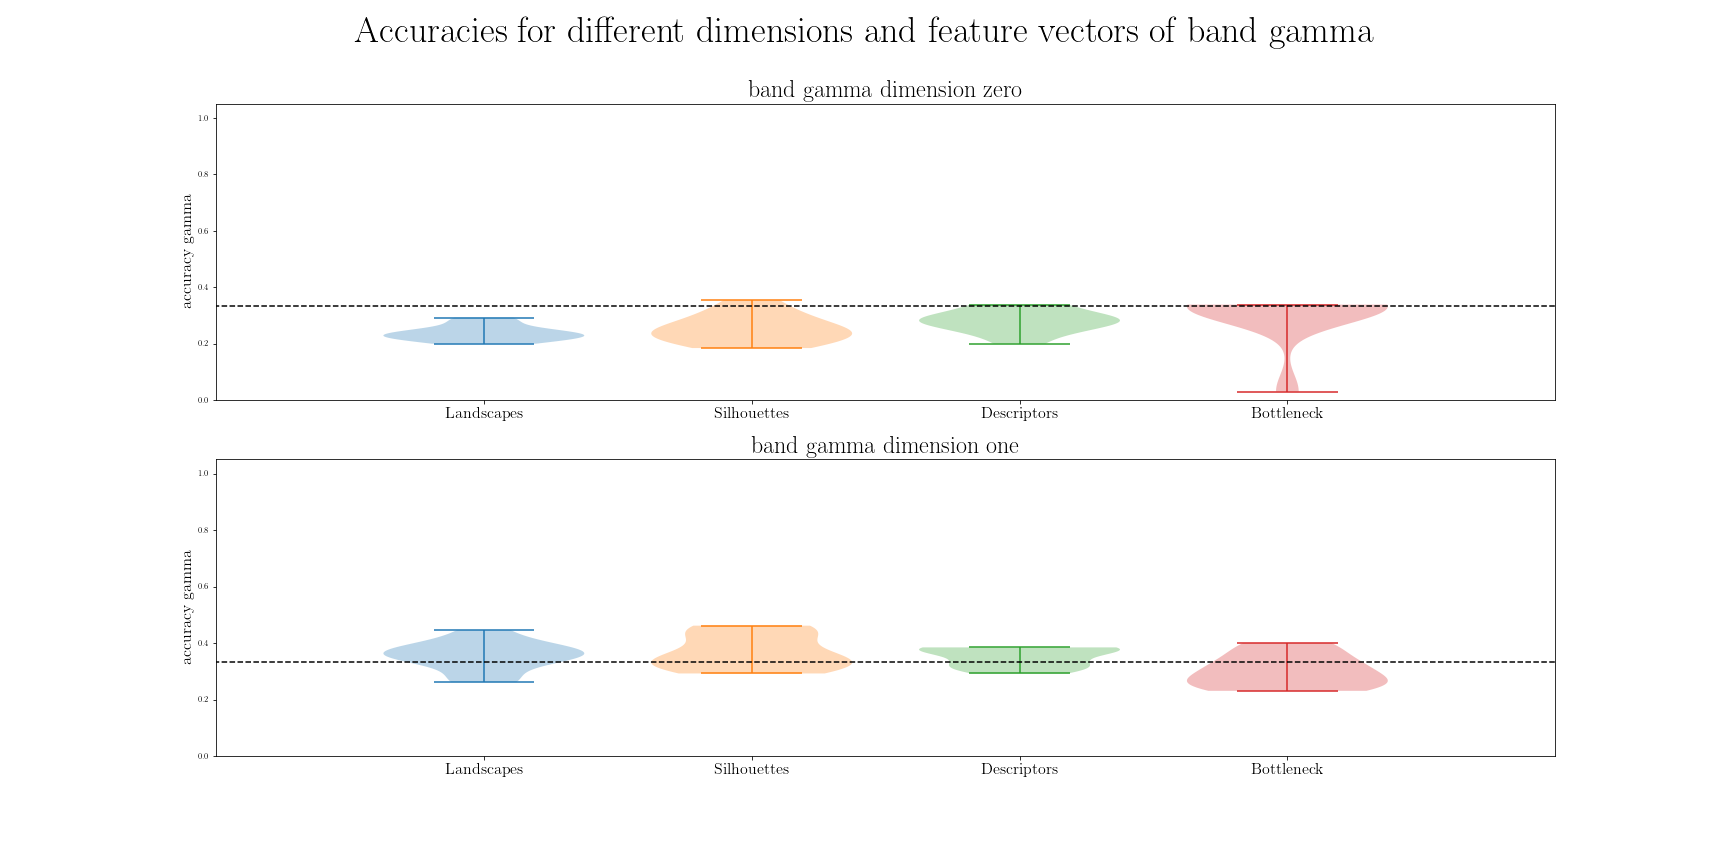 Accuracies for different dimensions and feature vectors of band gamma
band gamma dimension zero
1.0
0.8
0.6
0.4
0.2
0.0
accuracy gamma
Landscapes Silhouettes Descriptors Bottleneck
band gamma dimension one
1.0
0.8
0.6
0.4
0.2
0.0
accuracy gamma
Landscapes Silhouettes Descriptors Bottleneck